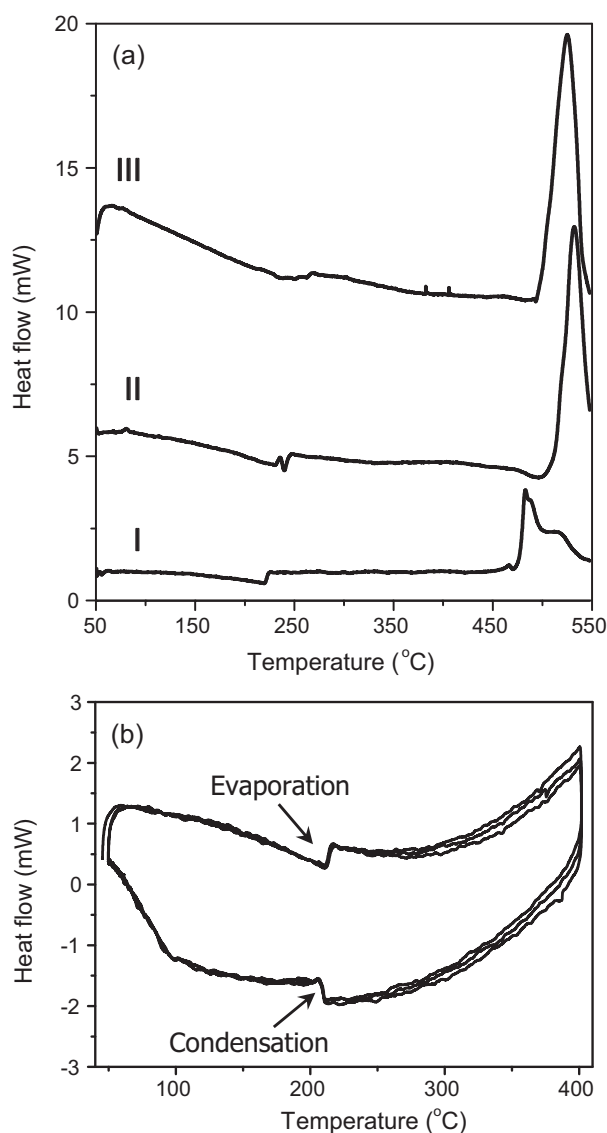 (a)
20
15
10
5
0
III
II
I
Heat flow (mW)
50 150 250 350 450 550
Temperature (°C)
(b)
3
2
1
0
-1
-2
-3
Evaporation
Condensation
Heat flow (mW)
100 200 300 400
Temperature (°C)